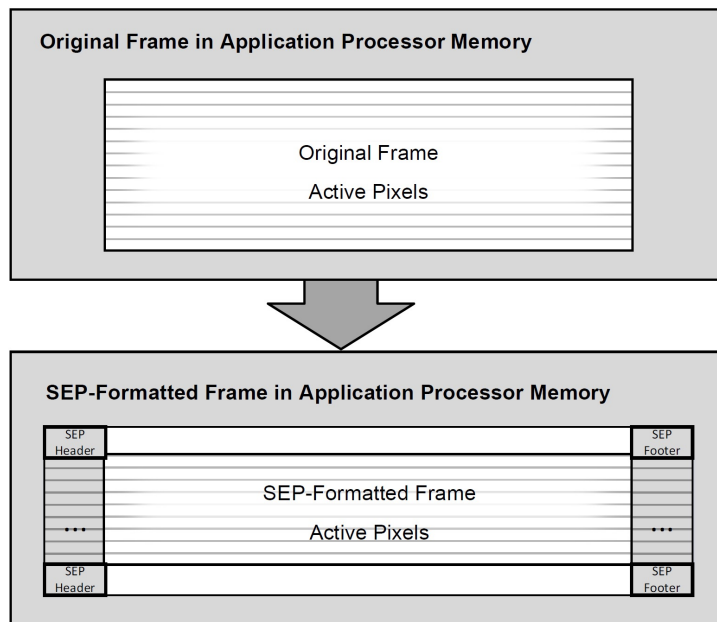 Original Frame in Application Processor Memory
Original Frame
Active Pixels
SEP-Formatted Frame in Application Processor Memory
SEP
Header
SEP
Footer
SEP-Formatted Frame
...
Active Pixels
...
SEP
Header
SEP
Footer